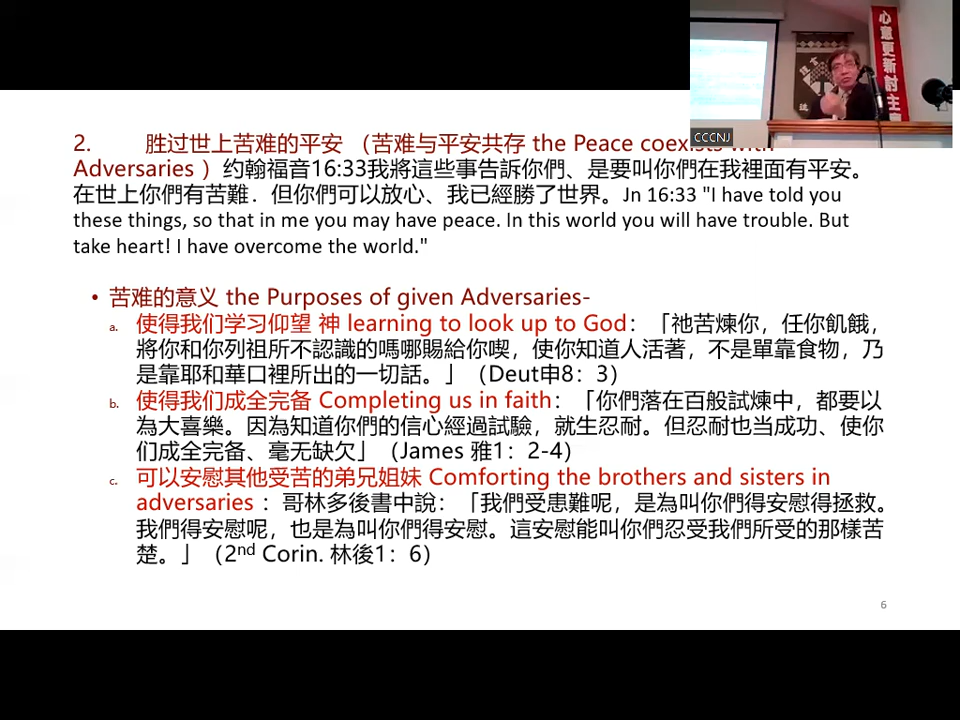 2. 胜过世上苦难的平安 （苦难与平安共存 the Peace coexists with
Adversaries ）约翰福音16:33我將這些事告訴你們、是要叫你們在我裡面有平安。
在世上你們有苦難．但你們可以放心、我已經勝了世界。Jn 16:33 "I have told you
these things, so that in me you may have peace. In this world you will have trouble. But
take heart! I have overcome the world."
• 苦难的意义 the Purposes of given Adversaries-
a. 使得我们学习仰望 神 learning to look up to God：「祂苦煉你，任你飢餓，
將你和你列祖所不認識的嗎哪賜給你喫，使你知道人活著，不是單靠食物，乃
是靠耶和華口裡所出的一切話。」（Deut申8：3）
b. 使得我们成全完备 Completing us in faith：「你們落在百般試煉中，都要以
為大喜樂。因為知道你們的信心經過試驗，就生忍耐。但忍耐也当成功、使你
们成全完备、毫无缺欠」（James 雅1：2-4）
c. 可以安慰其他受苦的弟兄姐妹 Comforting the brothers and sisters in
adversaries ：哥林多後書中說：「我們受患難呢，是為叫你們得安慰得拯救。
我們得安慰呢，也是為叫你們得安慰。這安慰能叫你們忍受我們所受的那樣苦
楚。」（2nd Corin. 林後1：6）
6
CCCNJ
心意更新討主